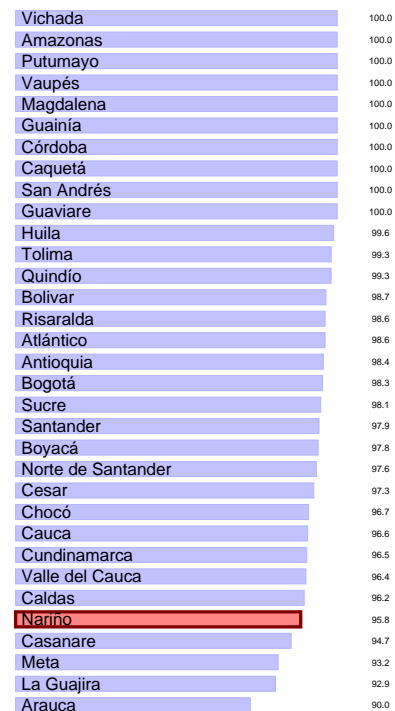 Vichada 100.0
Amazonas 100.0
Putumayo 100.0
Vaupés 100.0
Magdalena 100.0
Guainía 100.0
Córdoba 100.0
Caquetá 100.0
San Andrés 100.0
Guaviare 100.0
Huila 99.6
Tolima 99.3
Quindío 99.3
Bolivar 98.7
Risaralda 98.6
Atlántico 98.6
Antioquia 98.4
Bogotá 98.3
Sucre 98.1
Santander 97.9
Boyacá 97.8
Norte de Santander 97.6
Cesar 97.3
Chocó 96.7
Cauca 96.6
Cundinamarca 96.5
Valle del Cauca 96.4
Caldas 96.2
Nariño 95.8
Casanare 94.7
Meta 93.2
La Guajira 92.9
Arauca 90.0